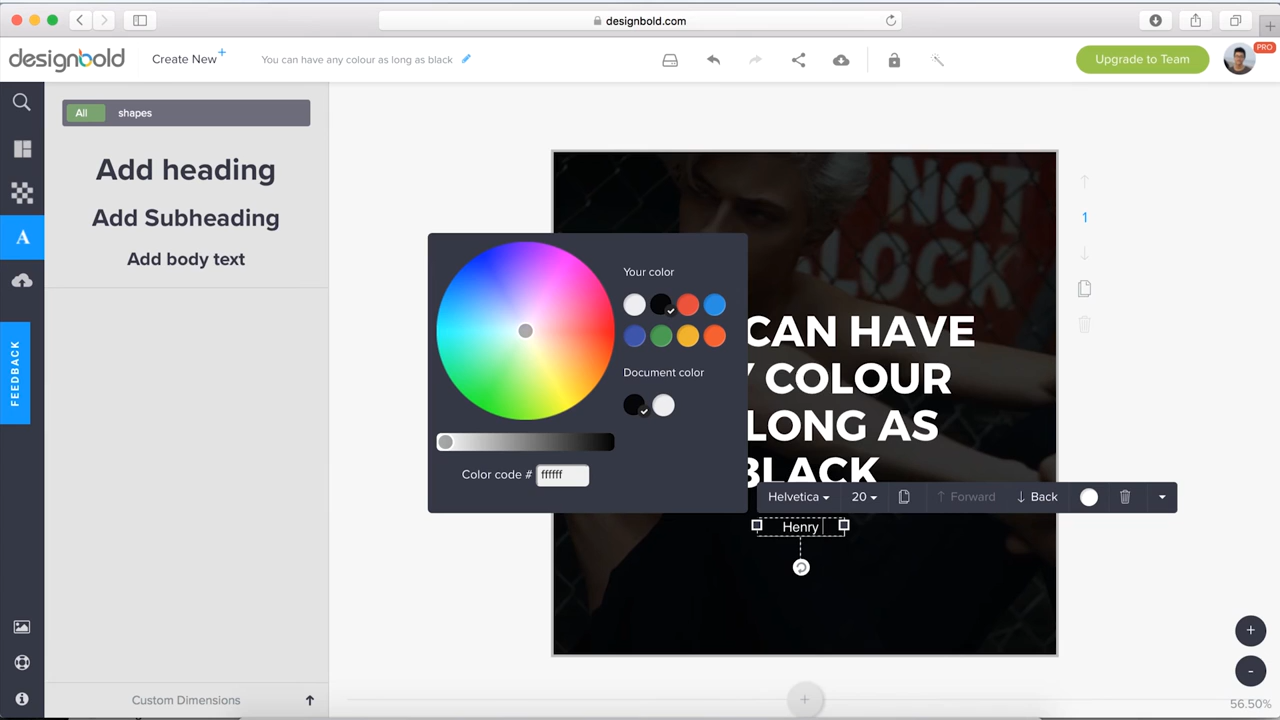 designbold.com
designbold
Create New+
You can have any colour as long as black
Upgrade to Team
PRO
All
shapes
Add heading
Add Subheading
Add body text
A
FEEDBACK
Custom Dimensions
NOT
LOCK
CAN HAVE
COLOUR
LONG AS
BLACK
Your color
Document color
Color code #
ffffff
Helvetica
20
Forward
Back
Henry
1
+
+
-
56.50%